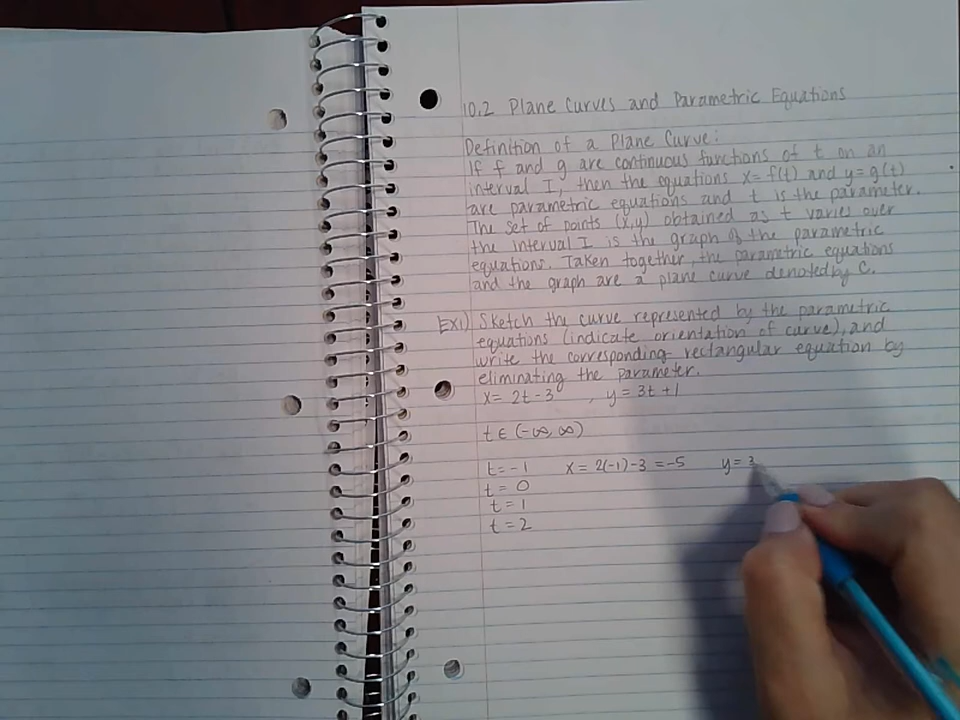 10.2 Plane Curves and Parametric Equations
Definition of a Plane Curve:
If f and g are continuous functions of t on an
interval I, then the equations x=f(t) and y=g(t)
are parametric equations and t is the parameter.
The set of points (x,y) obtained as t varies over
the interval I is the graph of the parametric
equations. Taken together, the parametric equations
and the graph are a plane curve denoted by C.
EX1) Sketch the curve represented by the parametric
equations (indicate orientation of curve), and
write the corresponding rectangular equation by
eliminating the parameter.
x= 2t-3 , y= 3t+1
t ∈ (-∞, ∞)
t = -1 x = 2(-1)-3 = -5 y = 3
t = 0
t = 1
t = 2